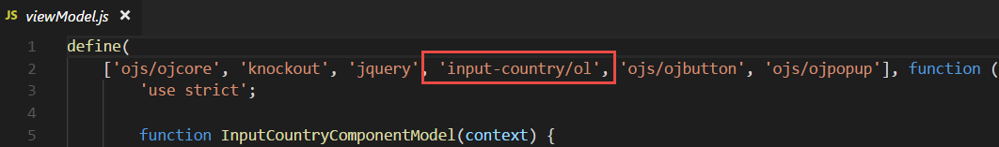 JS viewModel.js ×
1 define(
2 ['ojs/ojcore', 'knockout', 'jquery', 'input-country/ol', 'ojs/ojbutton', 'ojs/ojpopup'], function (
3 'use strict';
4
5 function InputCountryComponentModel(context) {